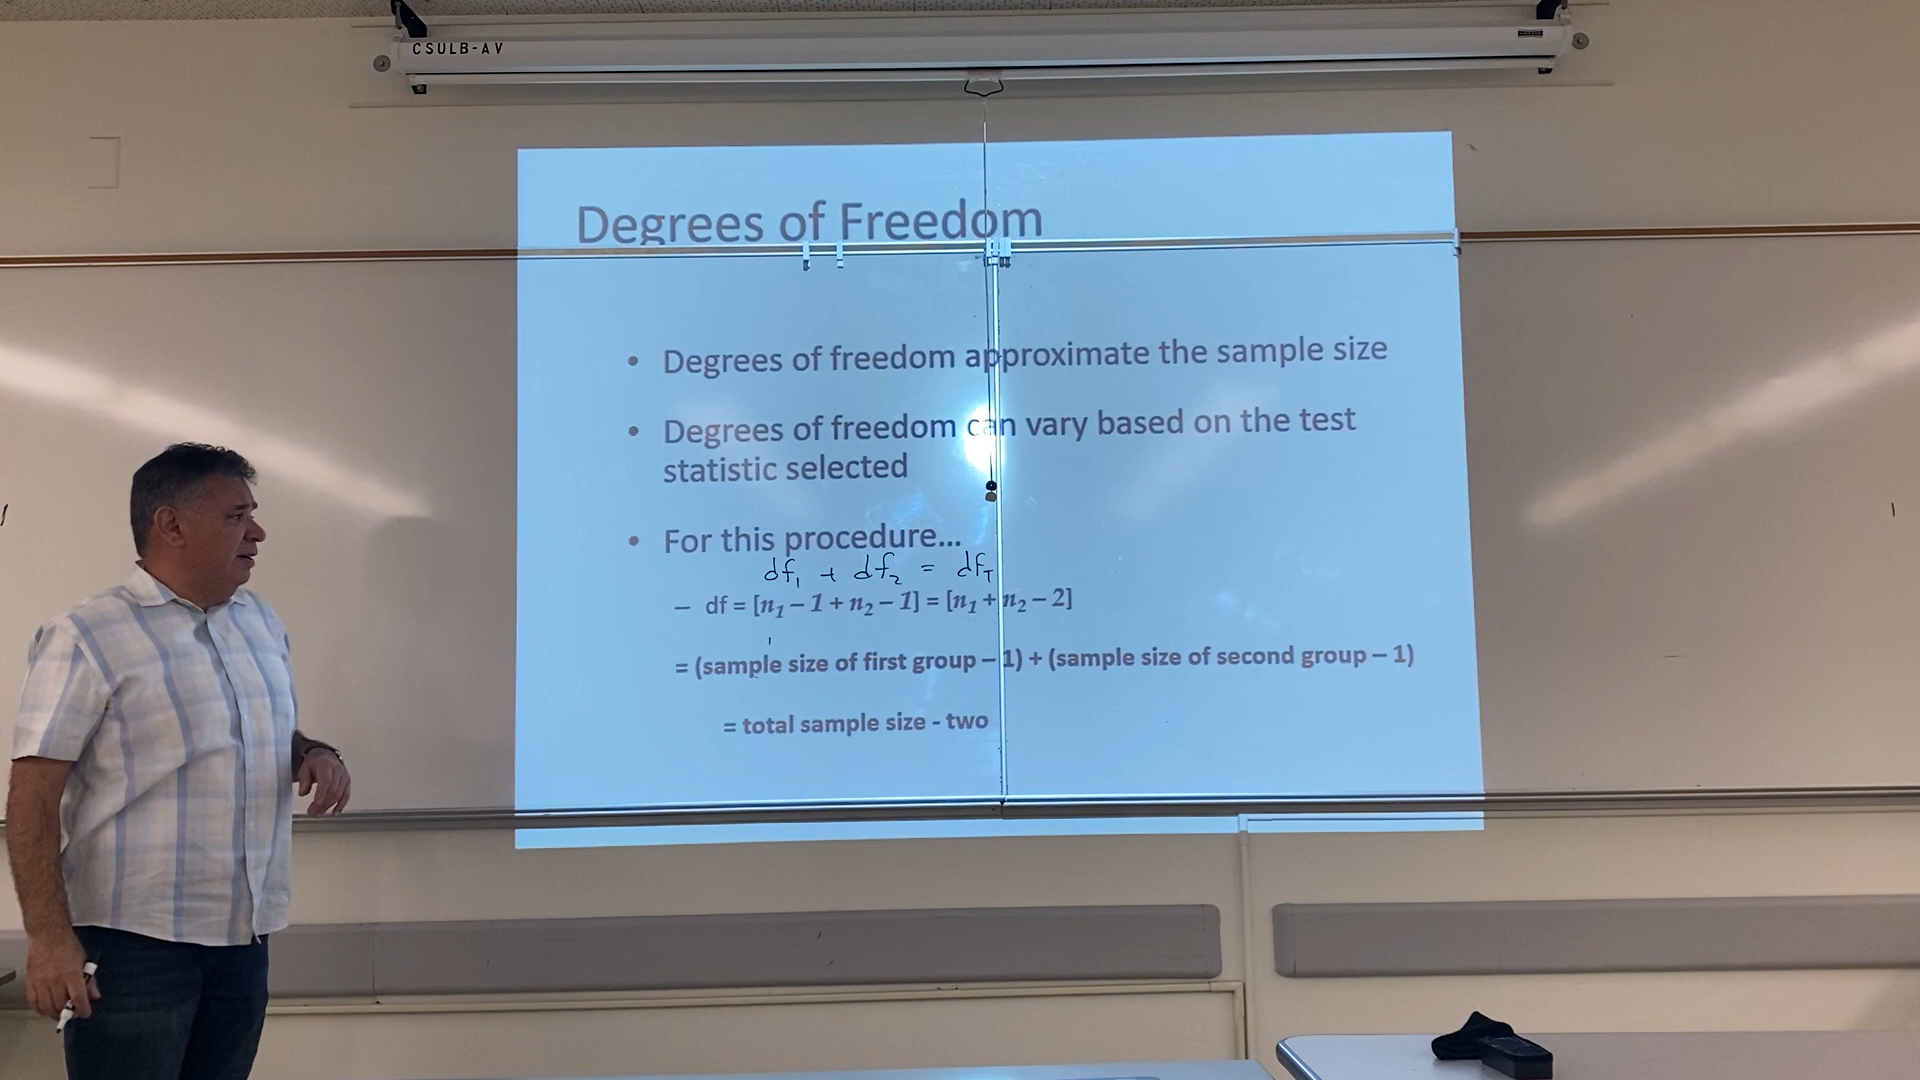 CSULB-AV
Degrees of Freedom
• Degrees of freedom approximate the sample size
• Degrees of freedom can vary based on the test
statistic selected
• For this procedure...
df₁ + df₂ = dfT
– df = [n₁ – 1 + n₂ – 1] = [n₁ + n₂ – 2]
= (sample size of first group – 1) + (sample size of second group – 1)
= total sample size - two